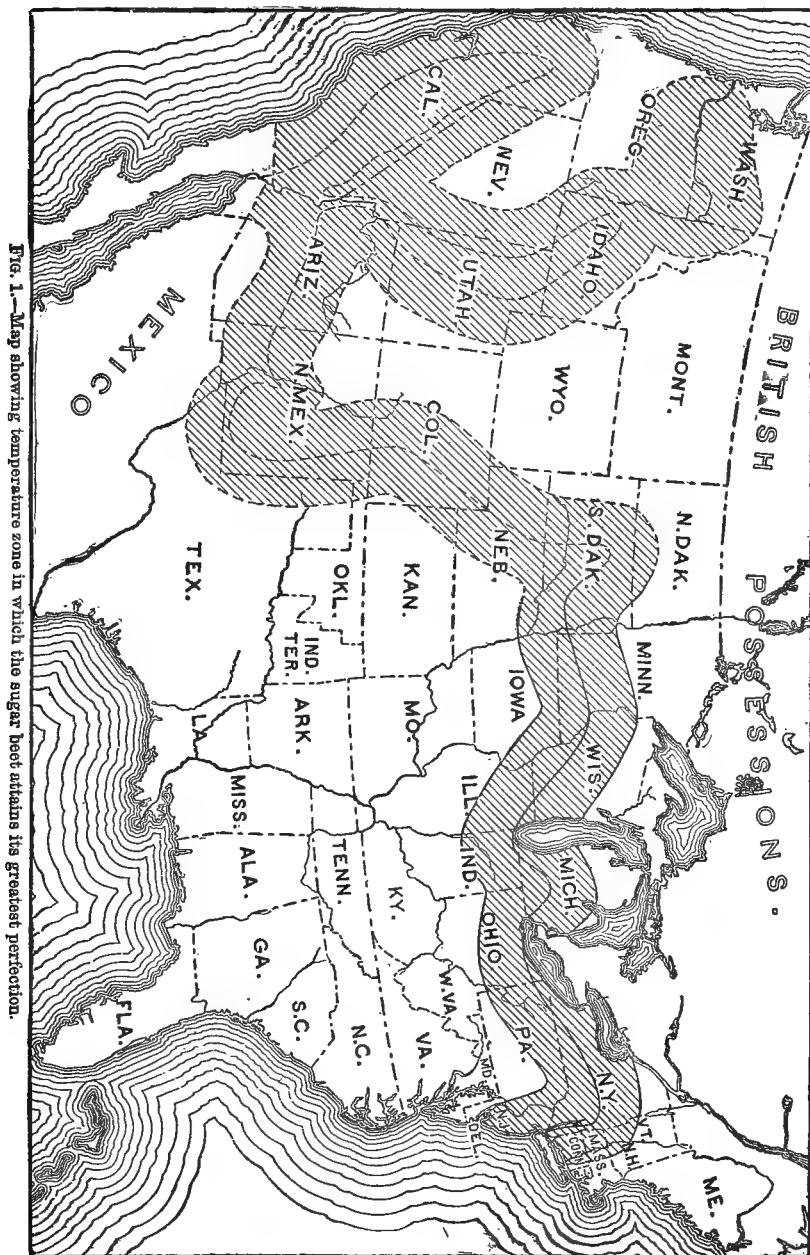 BRITISH POSSESSIONS.
WASH.
OREG.
IDAHO.
MONT.
N.DAK.
MINN.
S.DAK.
WIS.
MICH.
WYO.
NEV.
CAL.
UTAH
COL.
NEB.
IOWA
ILL.
IND.
OHIO
PA.
N.Y.
VT.
N.H.
ME.
MASS.
CONN.
N.J.
DEL.
MD.
W.VA.
VA.
KY.
MO.
KAN.
ARIZ.
N.MEX.
OKL.
IND.
TER.
ARK.
TENN.
N.C.
S.C.
GA.
ALA.
MISS.
LA.
TEX.
FLA.
MEXICO
FIG. 1.—Map showing temperature zone in which the sugar beet attains its greatest perfection.